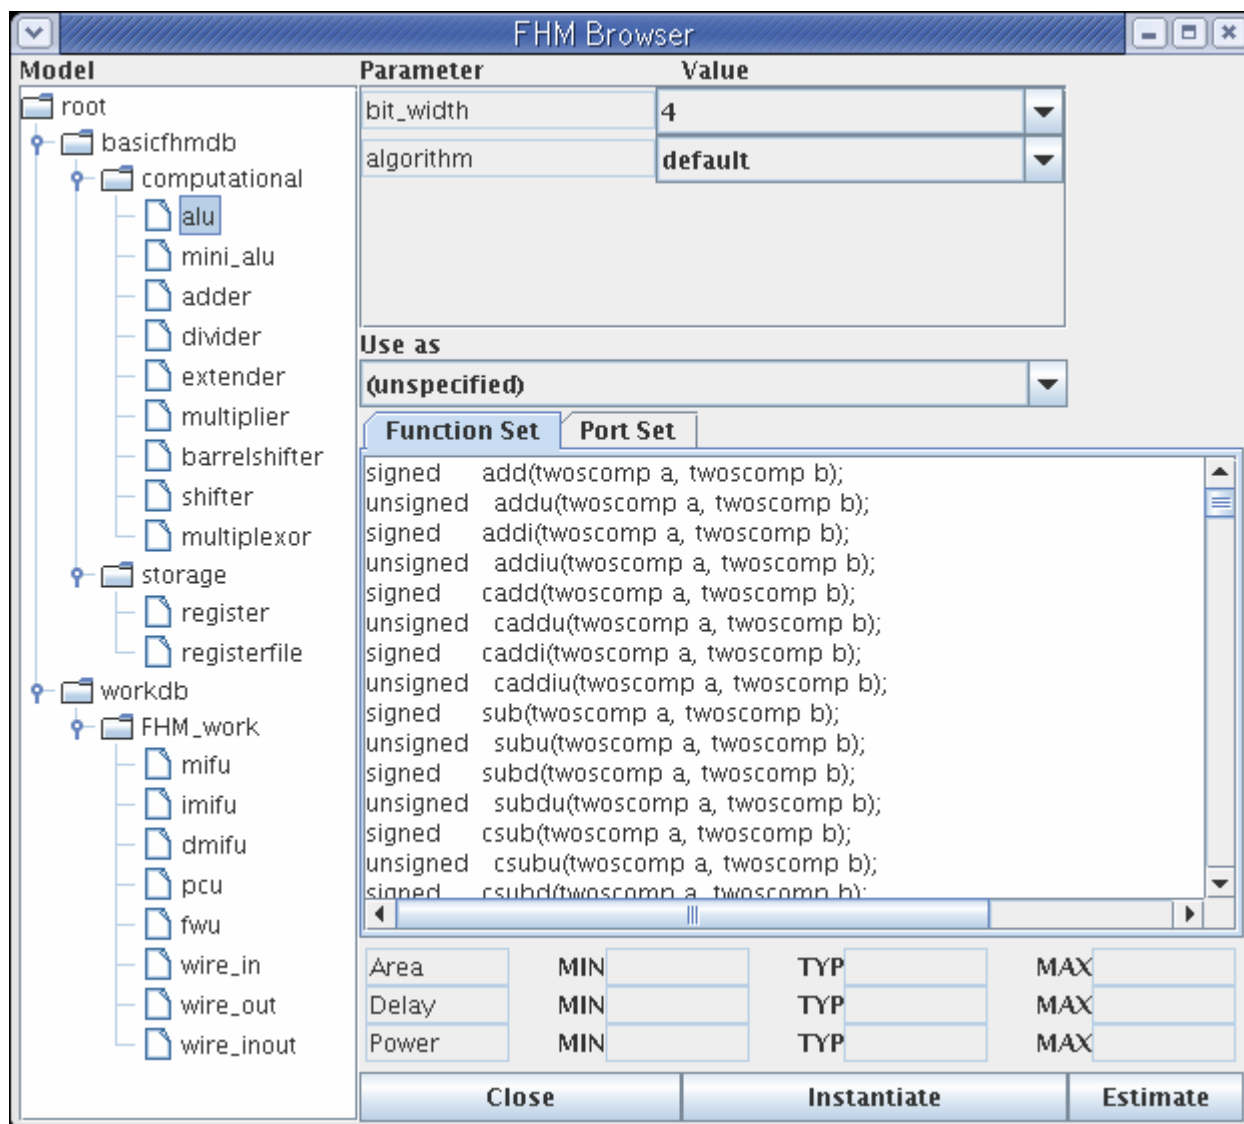 FHM Browser
Model
root
basicfhmdb
computational
alu
mini_alu
adder
divider
extender
multiplier
barrelshifter
shifter
multiplexor
storage
register
registerfile
workdb
FHM_work
mifu
imifu
dmifu
pcu
fwu
wire_in
wire_out
wire_inout
Parameter Value
bit_width 4
algorithm default
Use as
(unspecified)
Function Set Port Set
signed add(twoscomp a, twoscomp b);
unsigned addu(twoscomp a, twoscomp b);
signed addi(twoscomp a, twoscomp b);
unsigned addiu(twoscomp a, twoscomp b);
signed cadd(twoscomp a, twoscomp b);
unsigned caddu(twoscomp a, twoscomp b);
signed caddi(twoscomp a, twoscomp b);
unsigned caddiu(twoscomp a, twoscomp b);
signed sub(twoscomp a, twoscomp b);
unsigned subu(twoscomp a, twoscomp b);
signed subd(twoscomp a, twoscomp b);
unsigned subdu(twoscomp a, twoscomp b);
signed csub(twoscomp a, twoscomp b);
unsigned csubu(twoscomp a, twoscomp b);
signed csubd(twoscomp a, twoscomp b);
Area MIN TYP MAX
Delay MIN TYP MAX
Power MIN TYP MAX
Close Instantiate Estimate